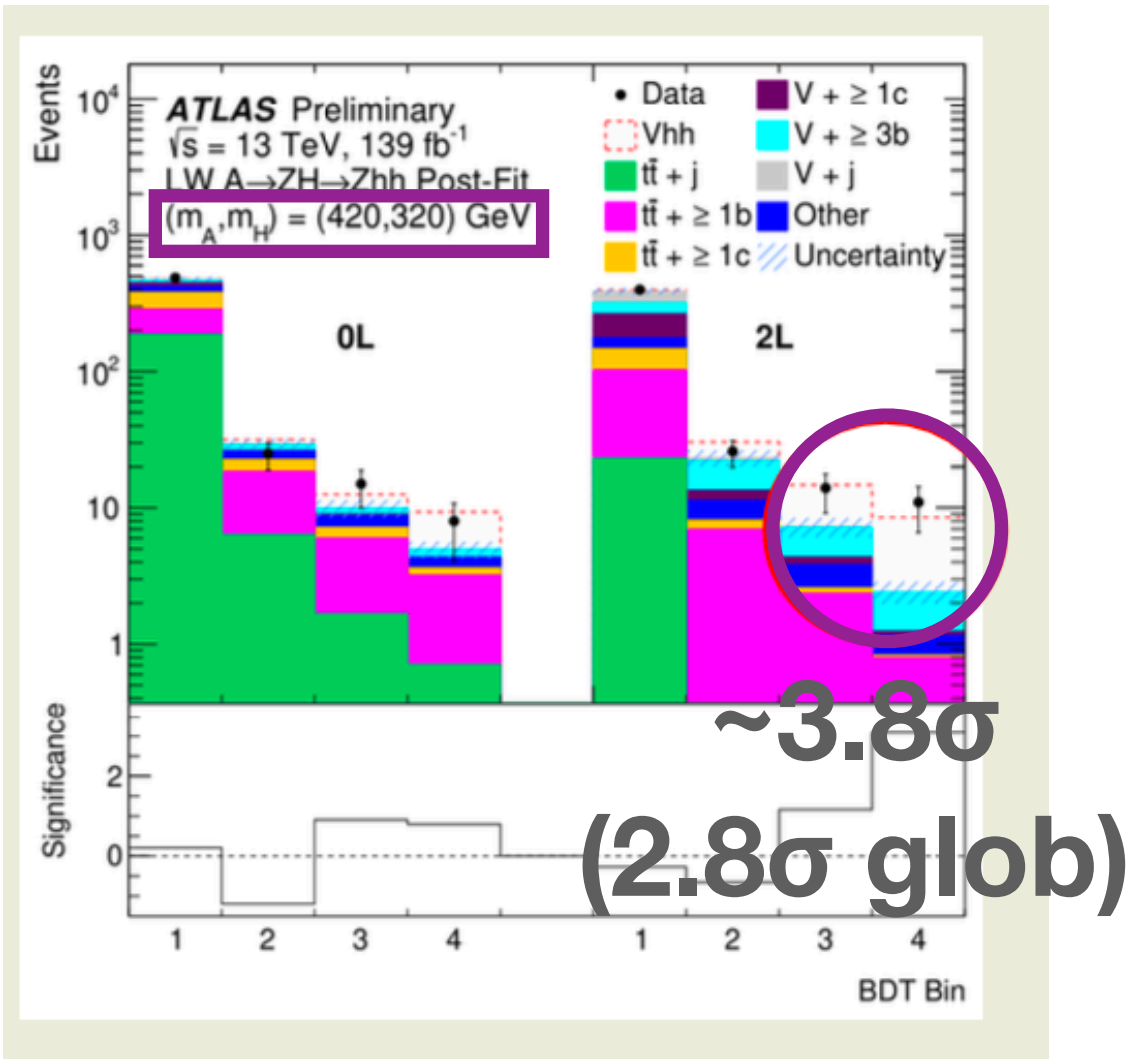 Events
10⁴
10³
10²
10
1
ATLAS Preliminary
√s = 13 TeV, 139 fb⁻¹
LW A→ZH→Zhh Post-Fit
(m_A,m_H) = (420,320) GeV
Data
Vhh
tt̄ + j
tt̄ + ≥ 1b
tt̄ + ≥ 1c
V + ≥ 1c
V + ≥ 3b
V + j
Other
Uncertainty
0L
2L
~3.8σ
(2.8σ glob)
Significance
2
0
1 2 3 4 1 2 3 4
BDT Bin